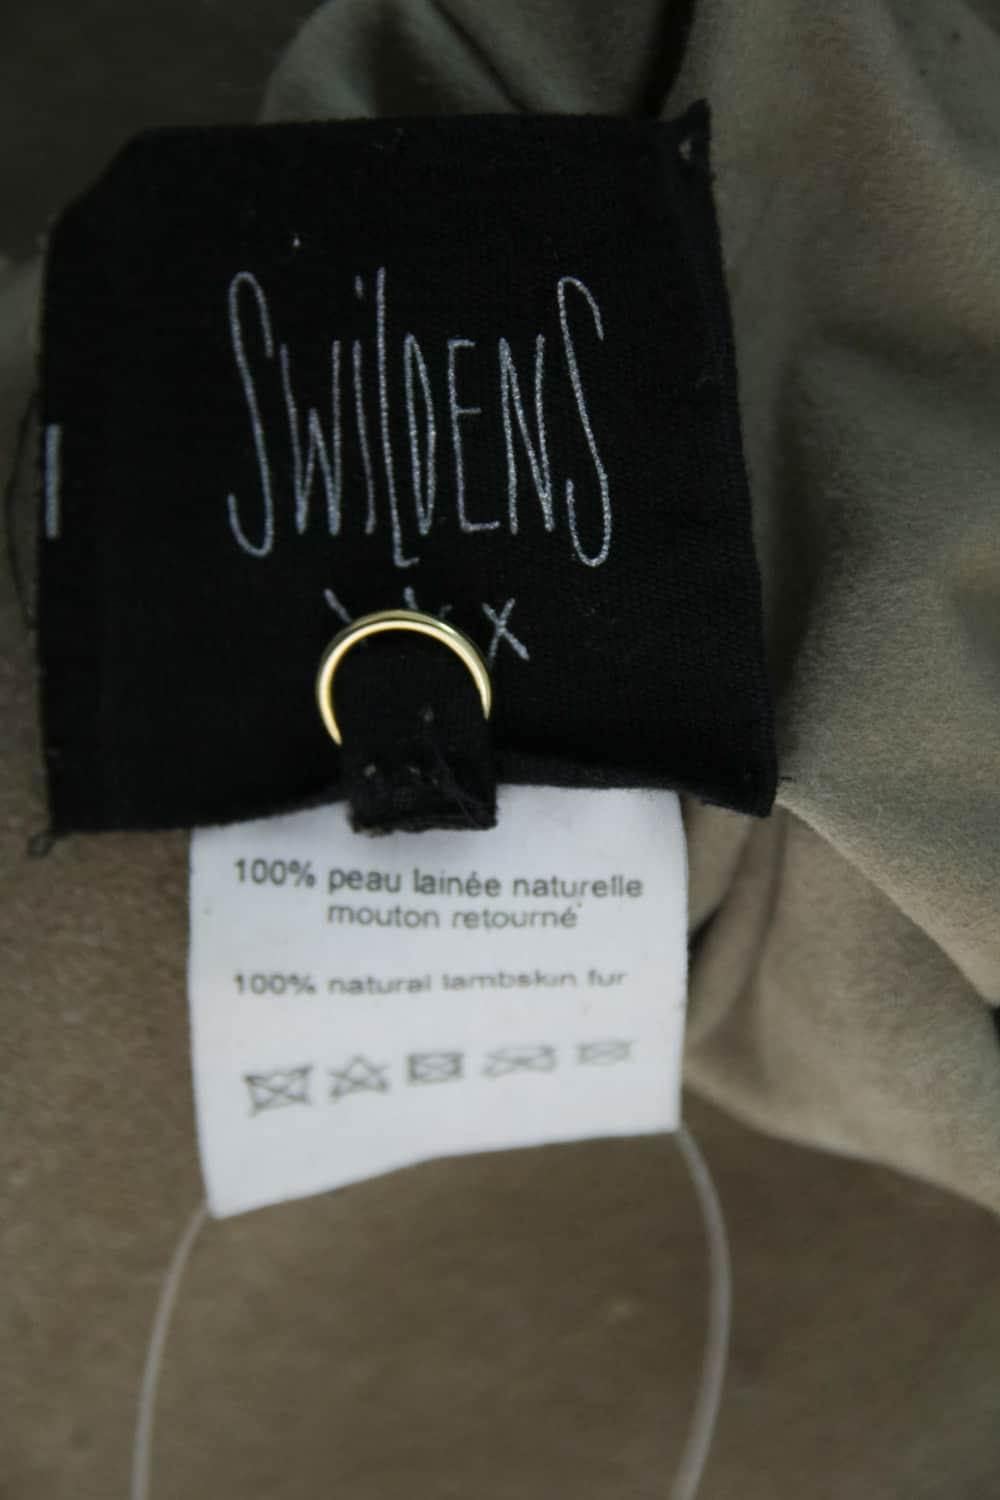 SWiLDENS
X
100% peau lainée naturelle
mouton retourné
100% natural lambskin fur